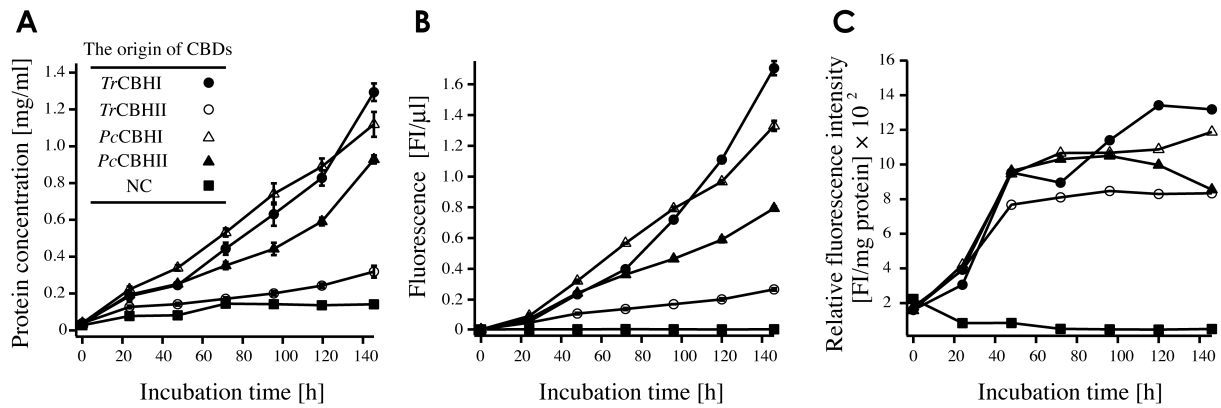 A
Protein concentration [mg/ml]
1.4
1.2
1.0
0.8
0.6
0.4
0.2
0
The origin of CBDs
TrCBHI
TrCBHII
PcCBHI
PcCBHII
NC
0 20 40 60 80 100 120 140
Incubation time [h]
B
Fluorescence [FI/μl]
1.6
1.4
1.2
1.0
0.8
0.6
0.4
0.2
0
0 20 40 60 80 100 120 140
Incubation time [h]
C
Relative fluorescence intensity
[FI/mg protein] × 10⁻²
14
12
10
8
6
4
2
0 20 40 60 80 100 120 140
Incubation time [h]